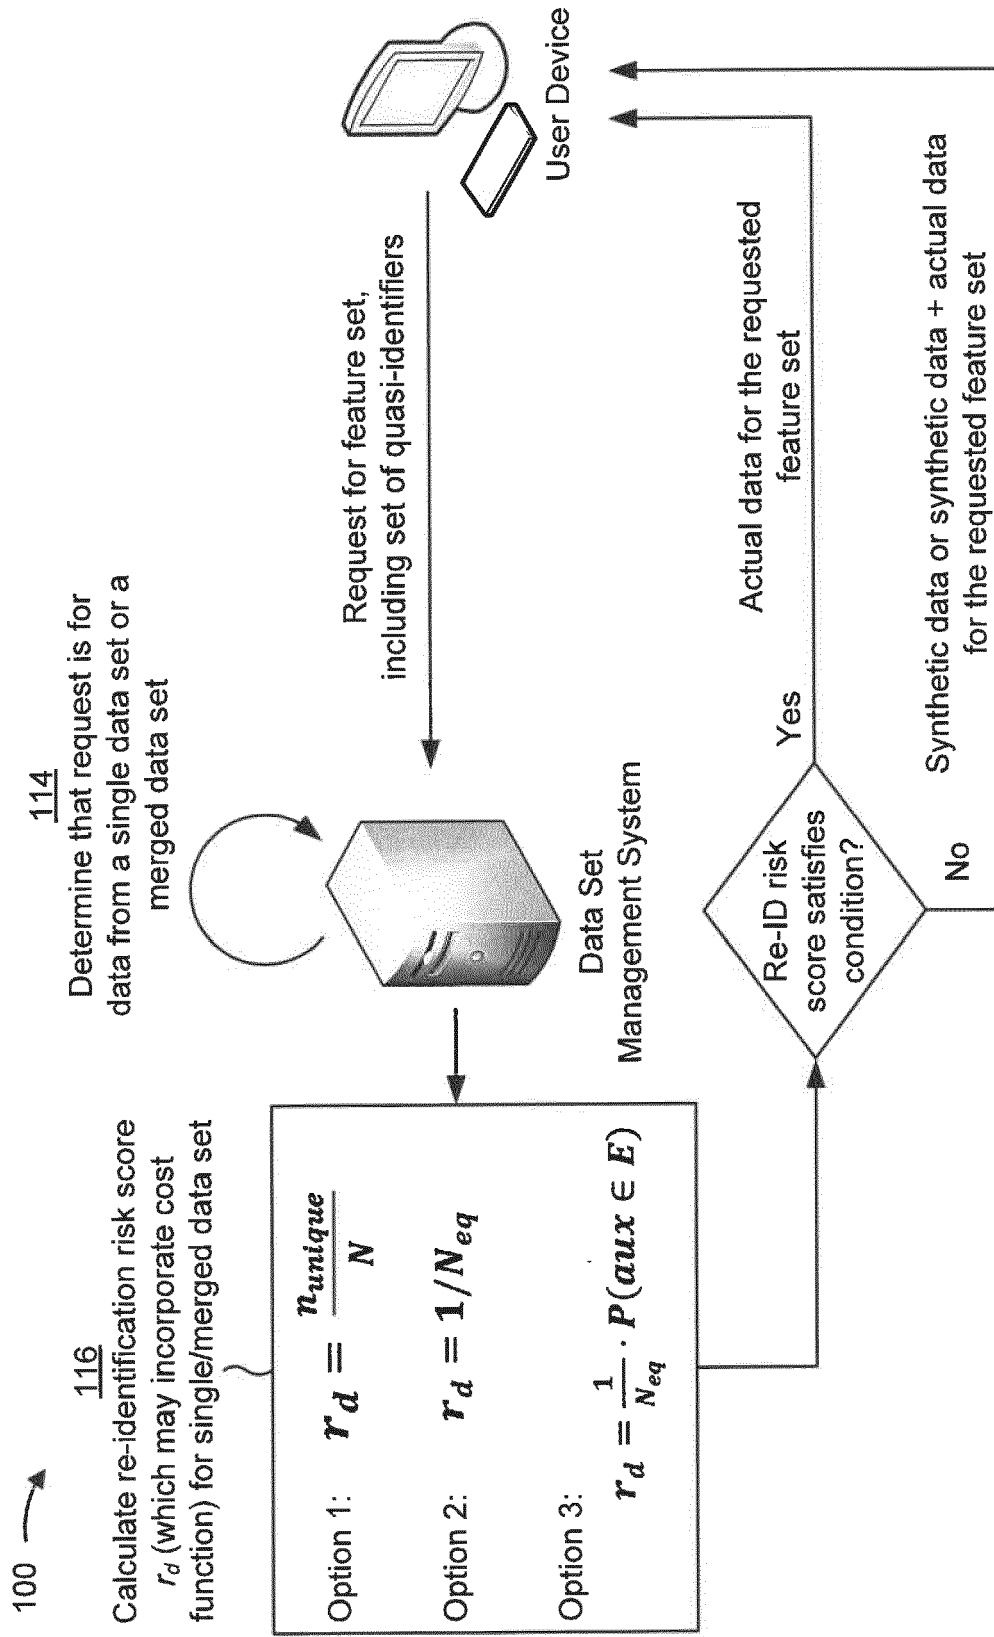 100
116
Calculate re-identification risk score
r_d (which may incorporate cost
function) for single/merged data set
Option 1: r_d = n_unique / N
Option 2: r_d = 1/N_eq
Option 3:
r_d = 1/N_eq · P(aux ∈ E)
114
Determine that request is for
data from a single data set or a
merged data set
Data Set
Management System
Request for feature set,
including set of quasi-identifiers
User Device
Re-ID risk
score satisfies
condition?
Yes
Actual data for the requested
feature set
No
Synthetic data or synthetic data + actual data
for the requested feature set